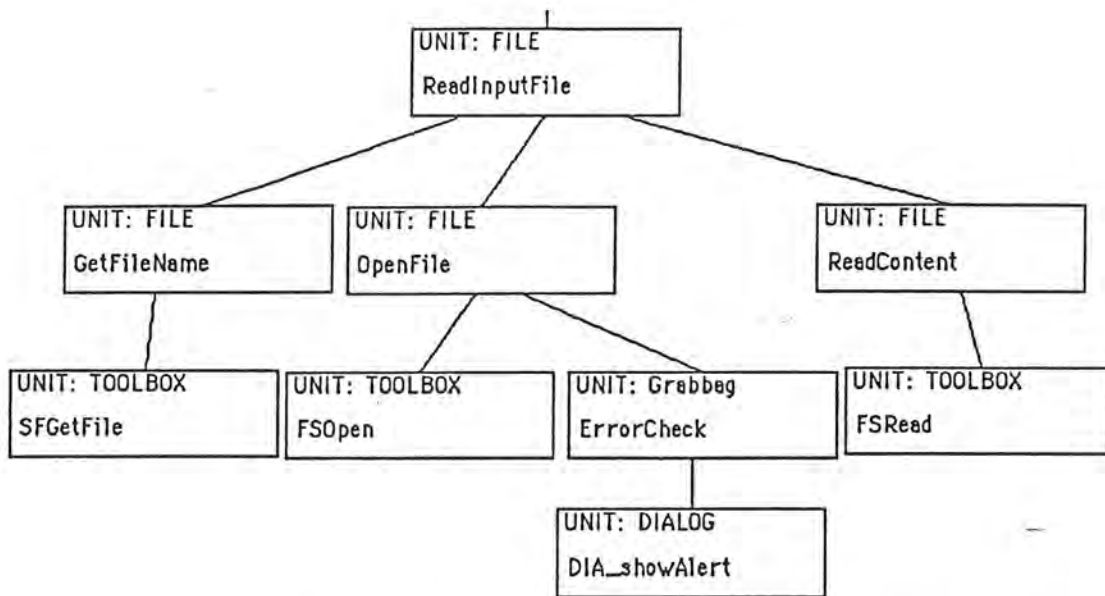 UNIT: FILE
ReadInputFile
UNIT: FILE
GetFileName
UNIT: FILE
OpenFile
UNIT: FILE
ReadContent
UNIT: TOOLBOX
SFGetFile
UNIT: TOOLBOX
FSOpen
UNIT: Grabbag
ErrorCheck
UNIT: TOOLBOX
FSRead
UNIT: DIALOG
DIA_showAlert